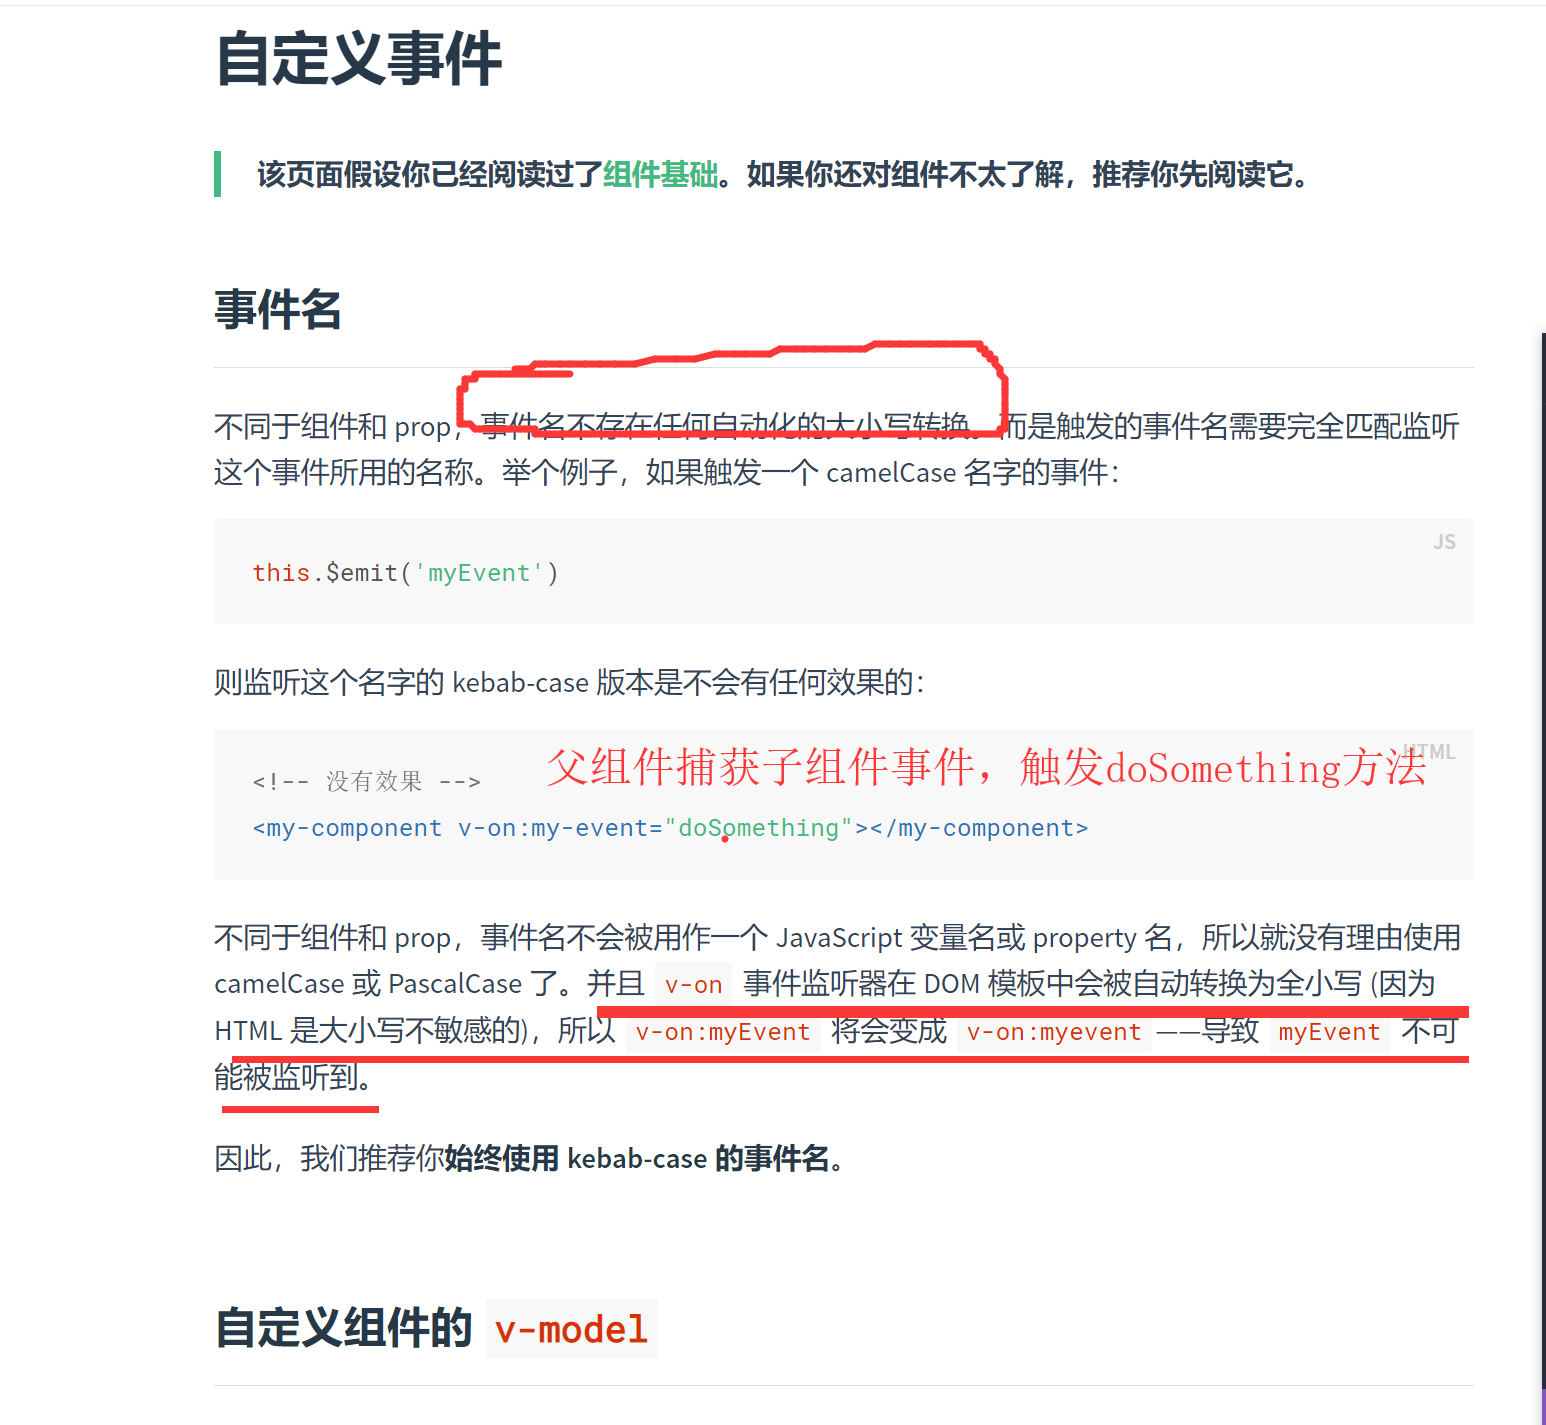 自定义事件
该页面假设你已经阅读过了组件基础。如果你还对组件不太了解，推荐你先阅读它。
事件名
不同于组件和 prop，事件名不存在任何自动化的大小写转换。而是触发的事件名需要完全匹配监听
这个事件所用的名称。举个例子，如果触发一个 camelCase 名字的事件：
JS
this.$emit('myEvent')
则监听这个名字的 kebab-case 版本是不会有任何效果的：
父组件捕获子组件事件，触发doSomething方法
HTML
<!-- 没有效果 -->
<my-component v-on:my-event="doSomething"></my-component>
不同于组件和 prop，事件名不会被用作一个 JavaScript 变量名或 property 名，所以就没有理由使用
camelCase 或 PascalCase 了。并且 v-on 事件监听器在 DOM 模板中会被自动转换为全小写 (因为
HTML 是大小写不敏感的)，所以 v-on:myEvent 将会变成 v-on:myevent——导致 myEvent 不可
能被监听到。
因此，我们推荐你始终使用 kebab-case 的事件名。
自定义组件的 v-model